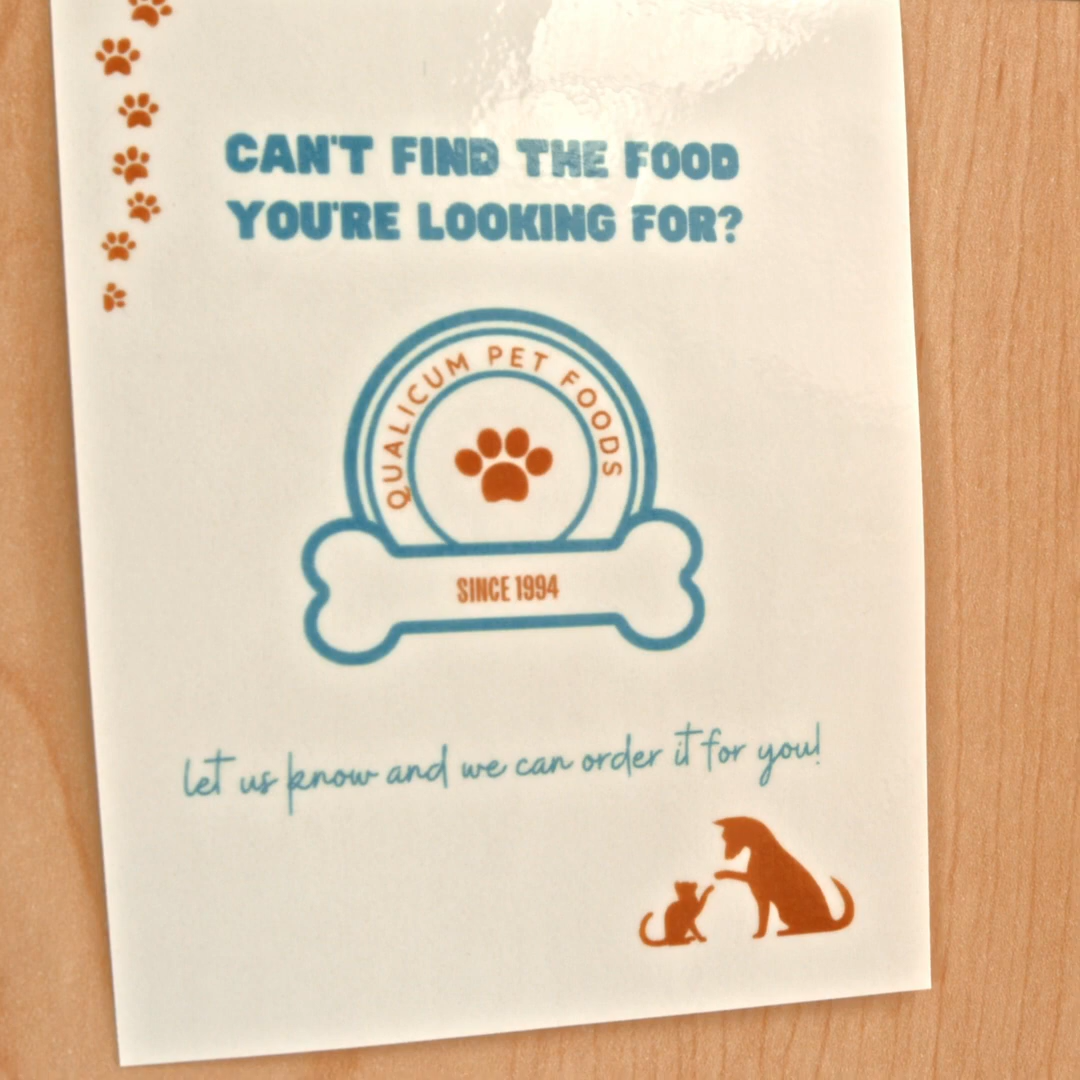 CAN'T FIND THE FOOD
YOU'RE LOOKING FOR?
QUALICUM PET FOODS
SINCE 1994
let us know and we can order it for you!